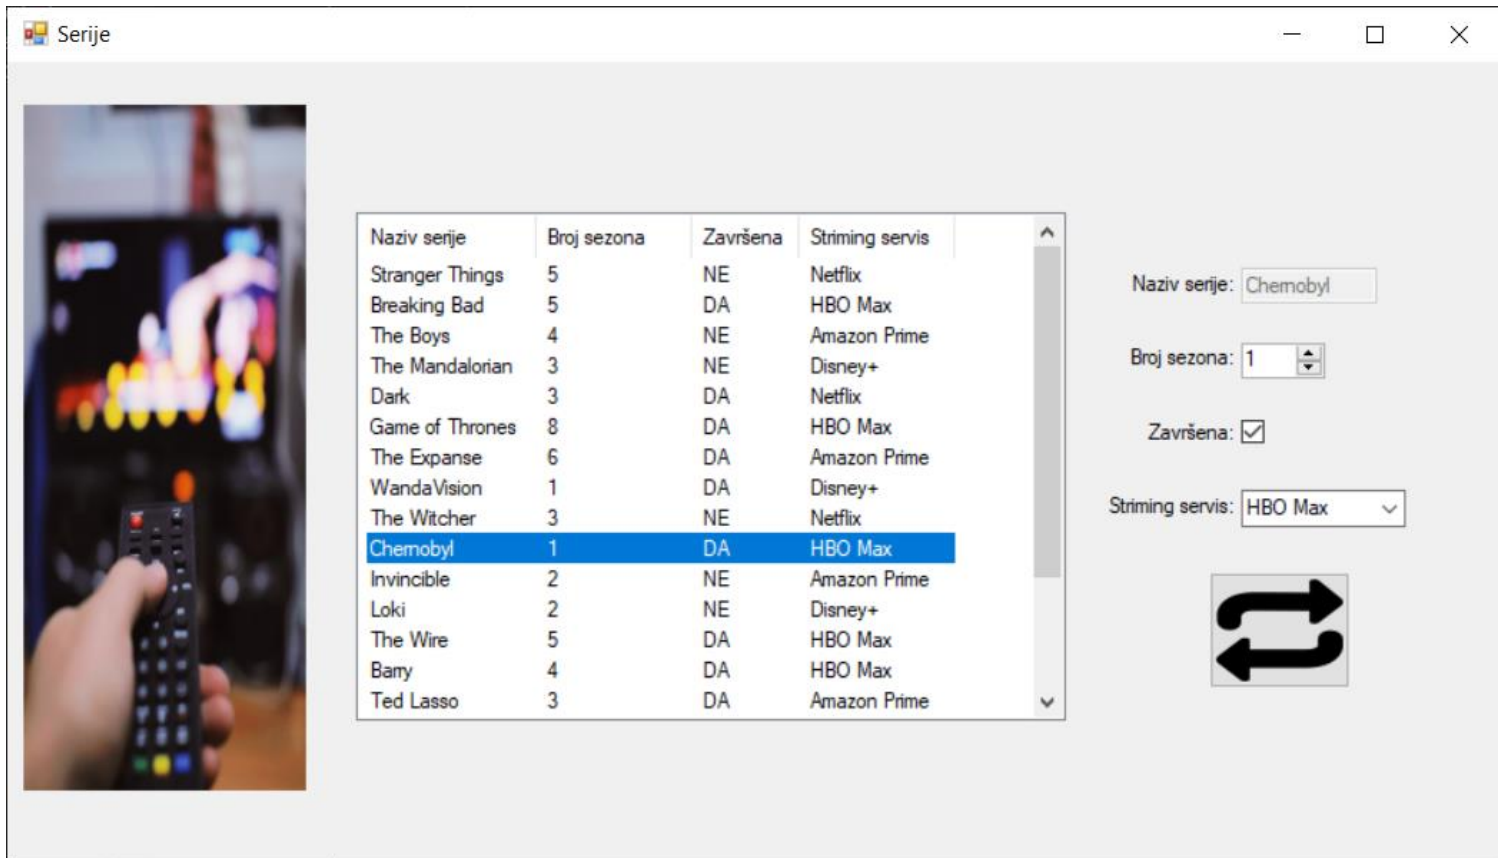 Serije
Naziv serije Broj sezona Završena Striming servis
Stranger Things 5 NE Netflix
Breaking Bad 5 DA HBO Max
The Boys 4 NE Amazon Prime
The Mandalorian 3 NE Disney+
Dark 3 DA Netflix
Game of Thrones 8 DA HBO Max
The Expanse 6 DA Amazon Prime
WandaVision 1 DA Disney+
The Witcher 3 NE Netflix
Chernobyl 1 DA HBO Max
Invincible 2 NE Amazon Prime
Loki 2 NE Disney+
The Wire 5 DA HBO Max
Barry 4 DA HBO Max
Ted Lasso 3 DA Amazon Prime
Naziv serije: Chernobyl
Broj sezona: 1
Završena:
Striming servis: HBO Max